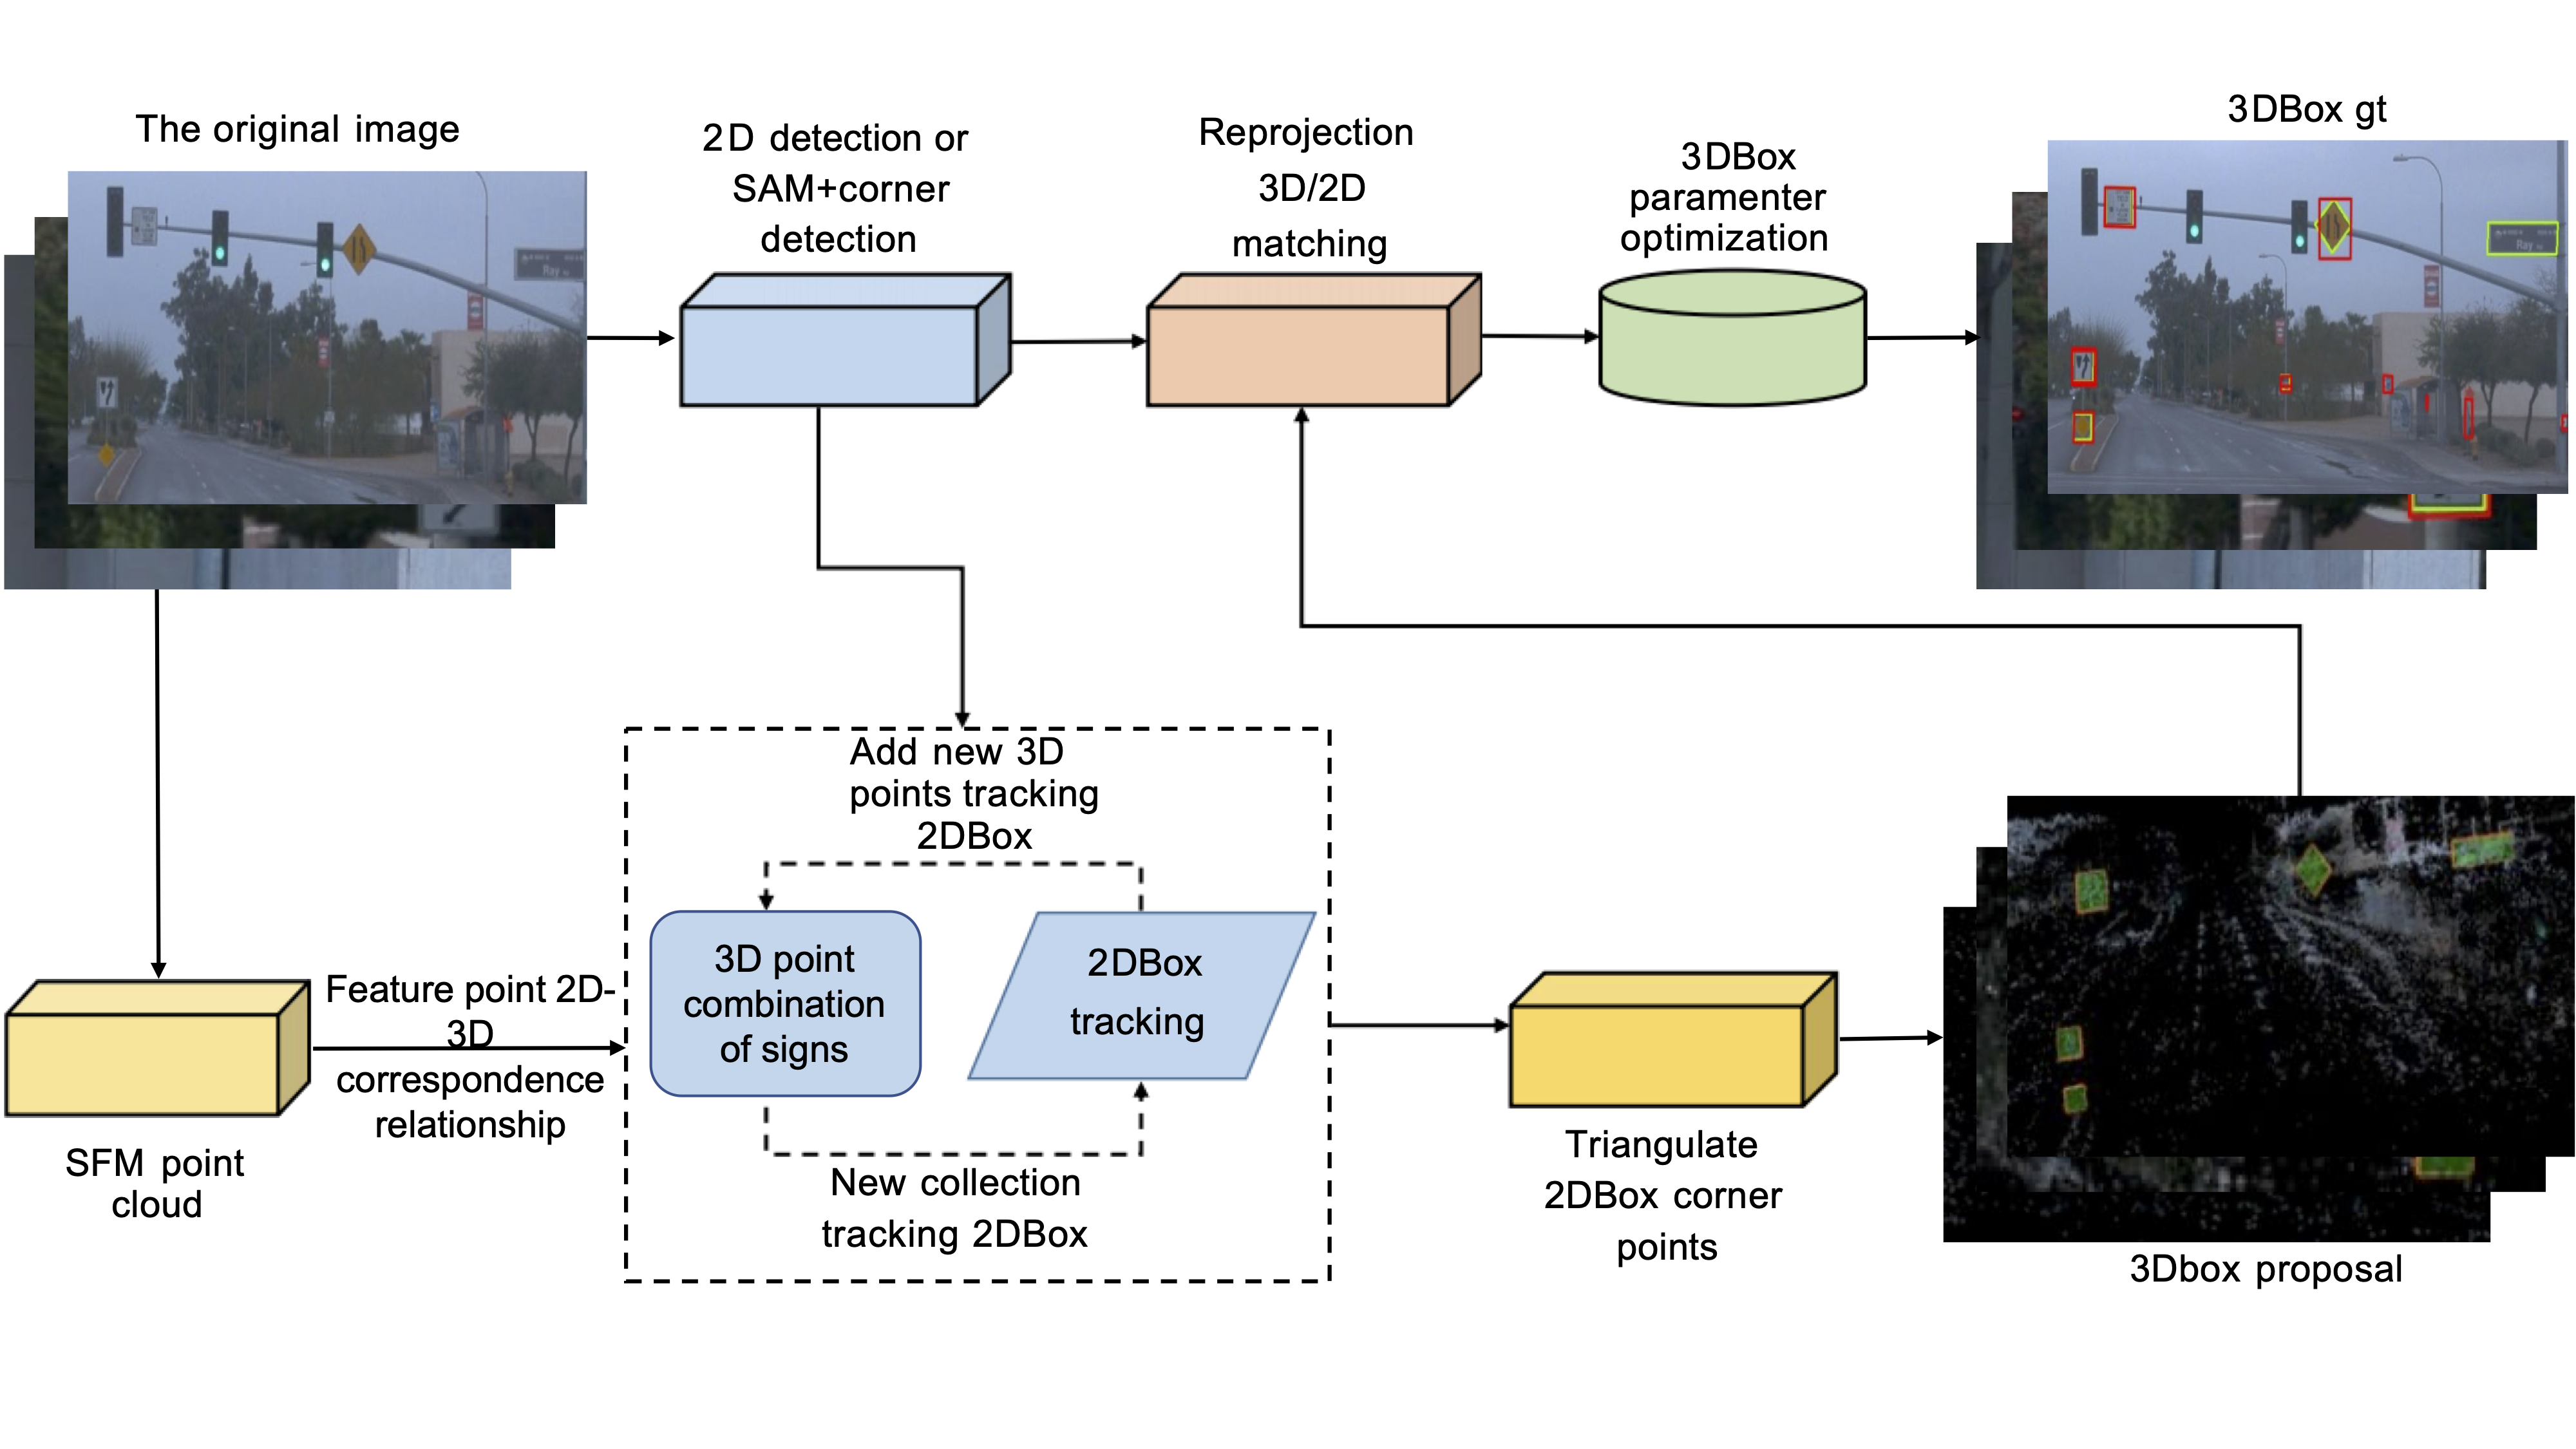 The original image
2D detection or
SAM+corner
detection
Reprojection
3D/2D
matching
3DBox
paramenter
optimization
3DBox gt
Ray
Ray
Add new 3D
points tracking
2DBox
3D point
combination
of signs
2DBox
tracking
New collection
tracking 2DBox
Feature point 2D-
3D
correspondence
relationship
SFM point
cloud
Triangulate
2DBox corner
points
3Dbox proposal